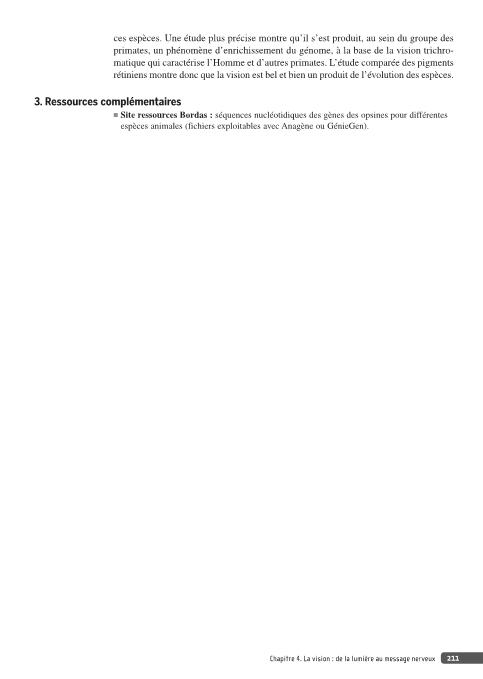 ces espèces. Une étude plus précise montre qu'il s'est produit, au sein du groupe des
primates, un phénomène d'enrichissement du génome, à la base de la vision trichro-
matique qui caractérise l'Homme et d'autres primates. L'étude comparée des pigments
rétiniens montre donc que la vision est bel et bien un produit de l'évolution des espèces.
3. Ressources complémentaires
■ Site ressources Bordas : séquences nucléotidiques des gènes des opsines pour différentes
espèces animales (fichiers exploitables avec Anagène ou GénieGen).
Chapitre 4. La vision : de la lumière au message nerveux 211